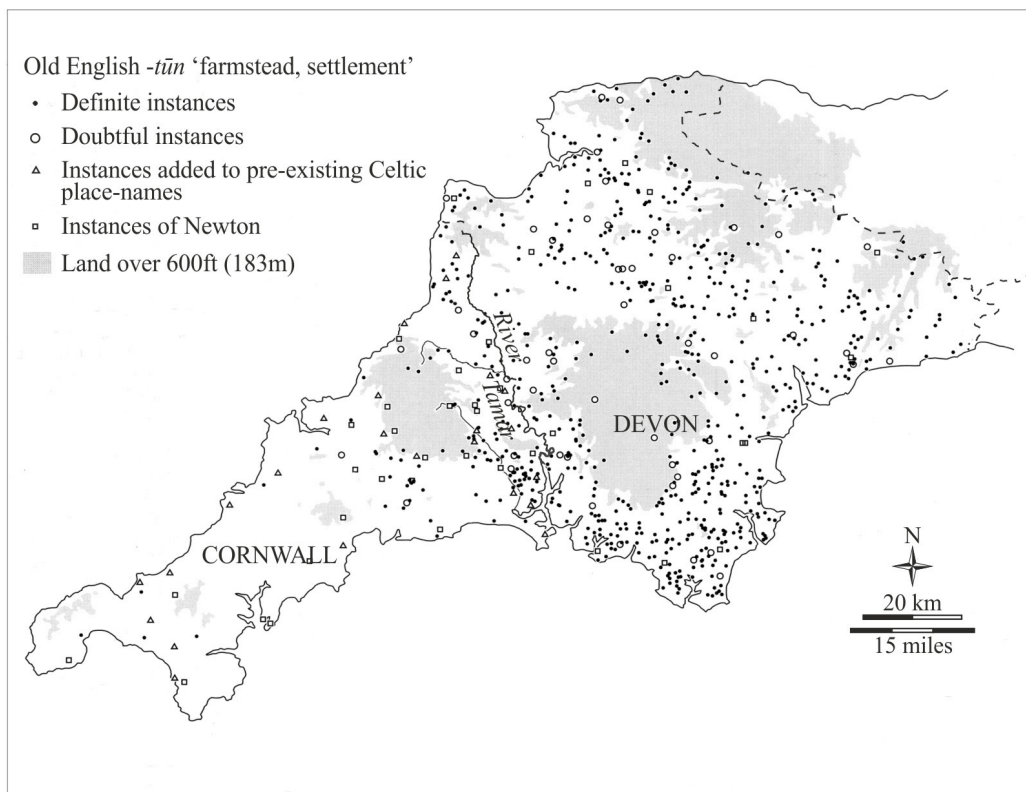 Old English -tūn ‘farmstead, settlement’
Definite instances
Doubtful instances
Instances added to pre-existing Celtic
place-names
Instances of Newton
Land over 600ft (183m)
River
Tamar
DEVON
CORNWALL
N
20 km
15 miles